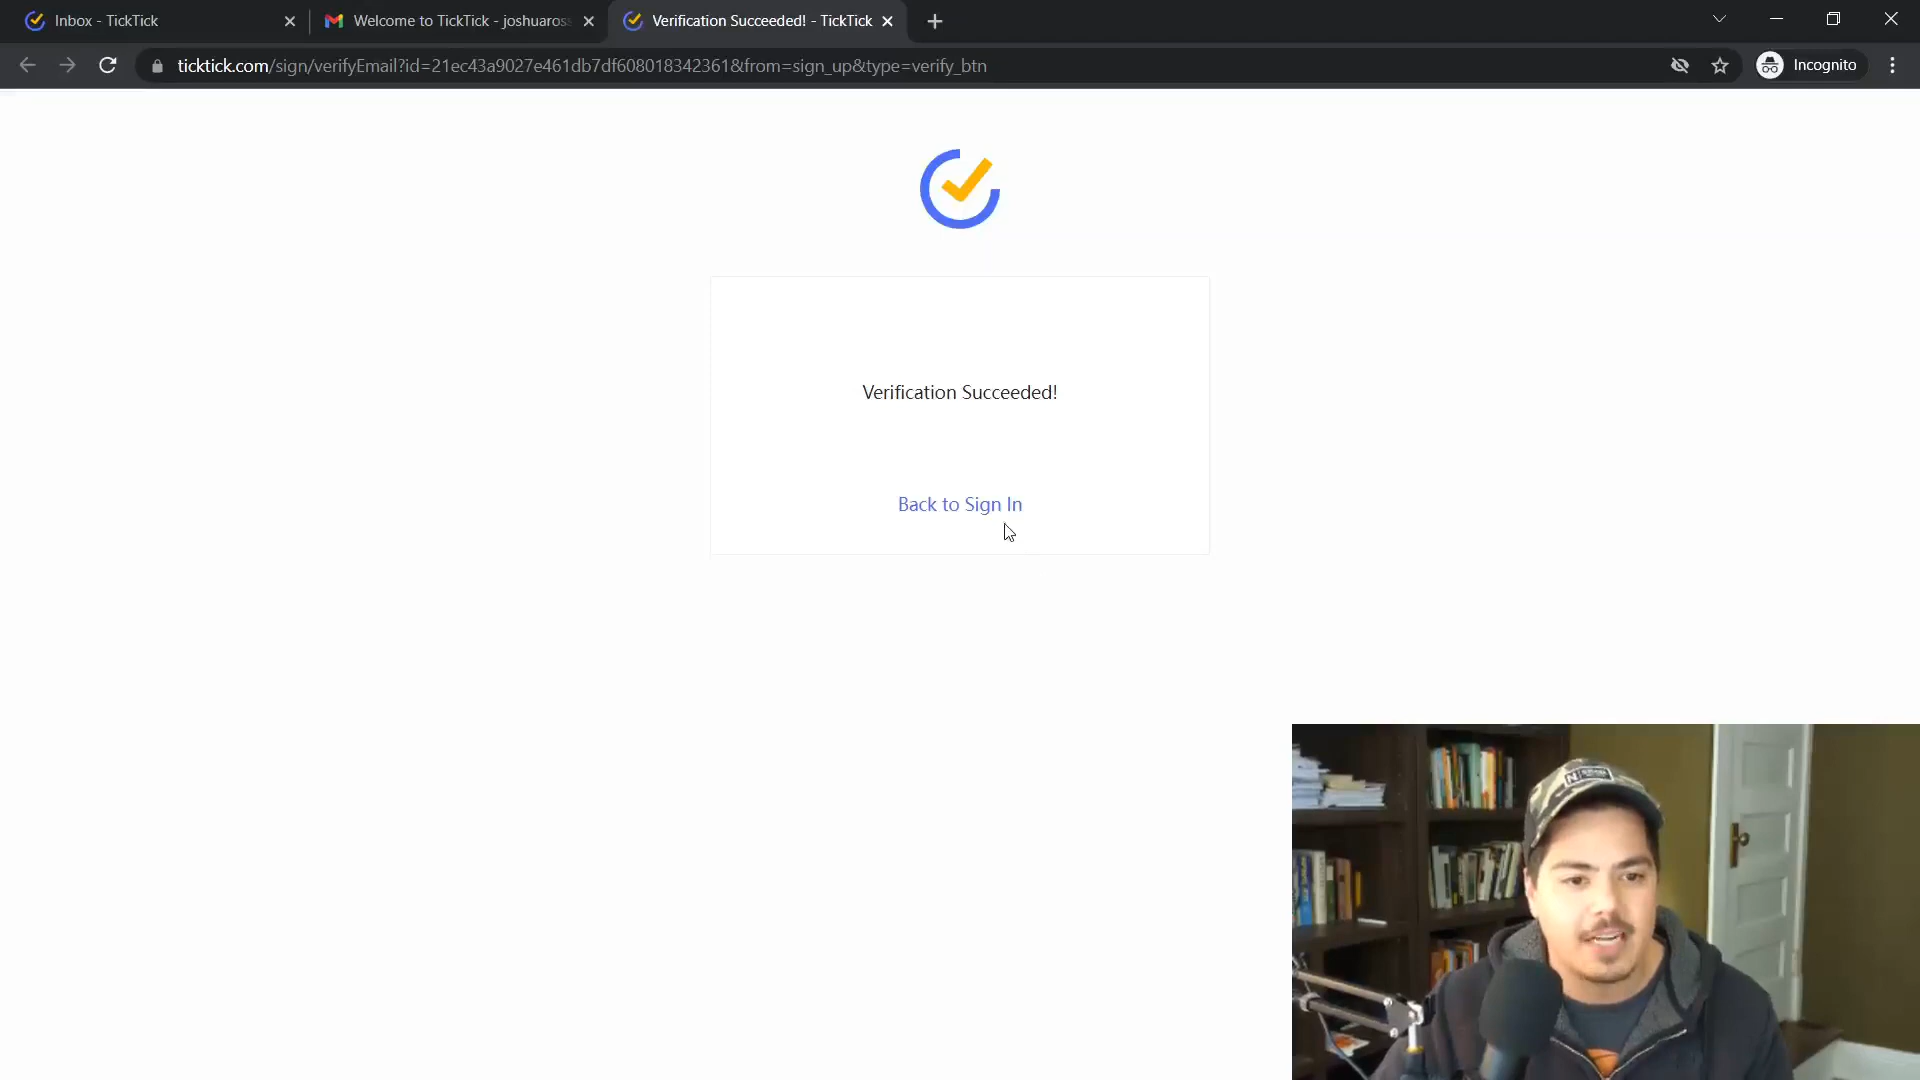 Inbox - TickTick
Welcome to TickTick - joshuaross
Verification Succeeded! - TickTick
ticktick.com/sign/verifyEmail?id=21ec43a9027e461db7df608018342361&from=sign_up&type=verify_btn
Incognito
Verification Succeeded!
Back to Sign In